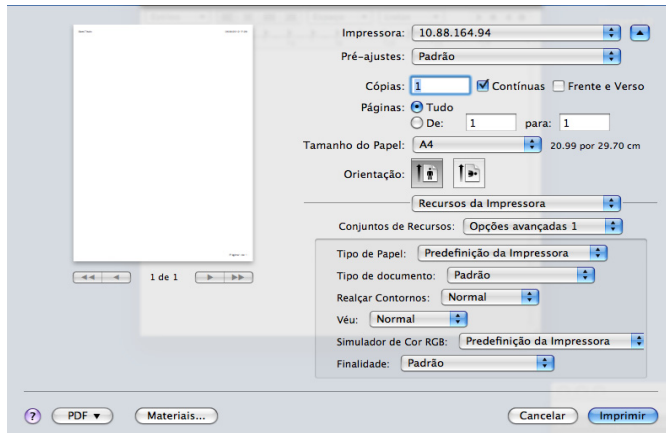 Impressora: 10.88.164.94
Pré-ajustes: Padrão
Cópias: 1 Contínuas Frente e Verso
Páginas: Tudo
De: 1 para: 1
Tamanho do Papel: A4 20.99 por 29.70 cm
Orientação:
Recursos da Impressora
Conjuntos de Recursos: Opções avançadas 1
Tipo de Papel: Predefinição da Impressora
1 de 1
Tipo de documento: Padrão
Realçar Contornos: Normal
Véu: Normal
Simulador de Cor RGB: Predefinição da Impressora
Finalidade: Padrão
? PDF Materiais... Cancelar Imprimir